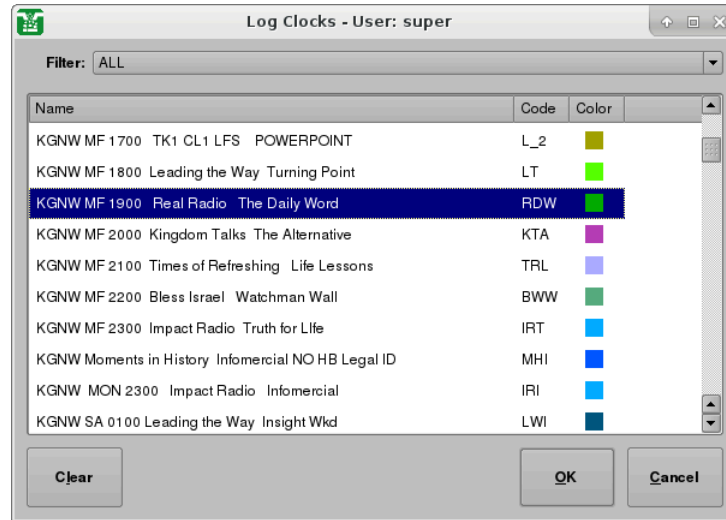 Log Clocks - User: super
Filter: ALL
Name Code Color
KGNW MF 1700 TK1 CL1 LFS POWERPOINT L_2
KGNW MF 1800 Leading the Way Turning Point LT
KGNW MF 1900 Real Radio The Daily Word RDW
KGNW MF 2000 Kingdom Talks The Alternative KTA
KGNW MF 2100 Times of Refreshing Life Lessons TRL
KGNW MF 2200 Bless Israel Watchman Wall BWW
KGNW MF 2300 Impact Radio Truth for LIfe IRT
KGNW Moments in History Infomercial NO HB Legal ID MHI
KGNW MON 2300 Impact Radio Infomercial IRI
KGNW SA 0100 Leading the Way Insight Wkd LWI
Clear OK Cancel